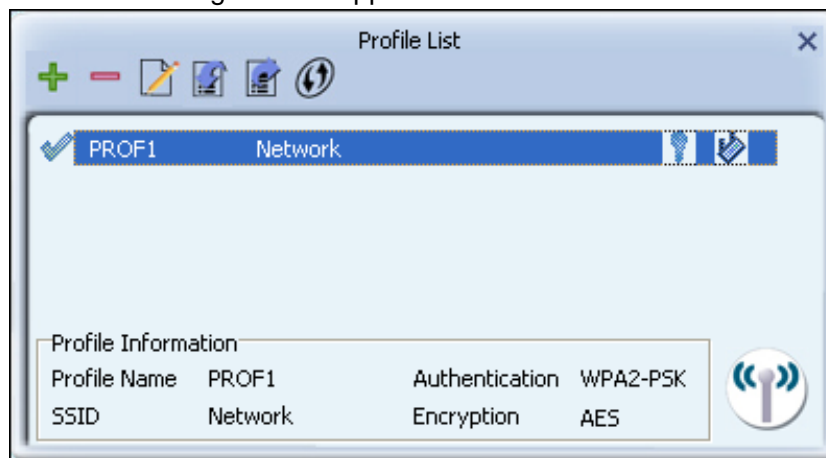 Profile List
PROF1 Network
Profile Information
Profile Name PROF1 Authentication WPA2-PSK
SSID Network Encryption AES